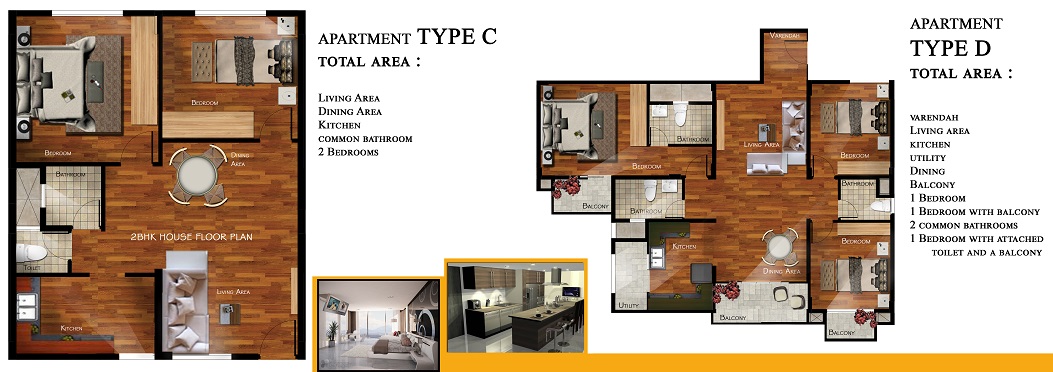 Bedroom
Bedroom
Dining
Area
Bathroom
2BHK HOUSE FLOOR PLAN
Toilet
Living Area
Kitchen
APARTMENT TYPE C
TOTAL AREA :
Living Area
Dining Area
Kitchen
common bathroom
2 Bedrooms
Varendah
Bathroom
Living Area
Bedroom
Bedroom
Balcony
Bathroom
Bathroom
Kitchen
Dining Area
Bedroom
Utility
Balcony
Balcony
APARTMENT
TYPE D
TOTAL AREA :
varendah
Living area
kitchen
utility
Dining
Balcony
1 Bedroom
1 Bedroom with balcony
2 common bathrooms
1 Bedroom with attached
toilet and a balcony